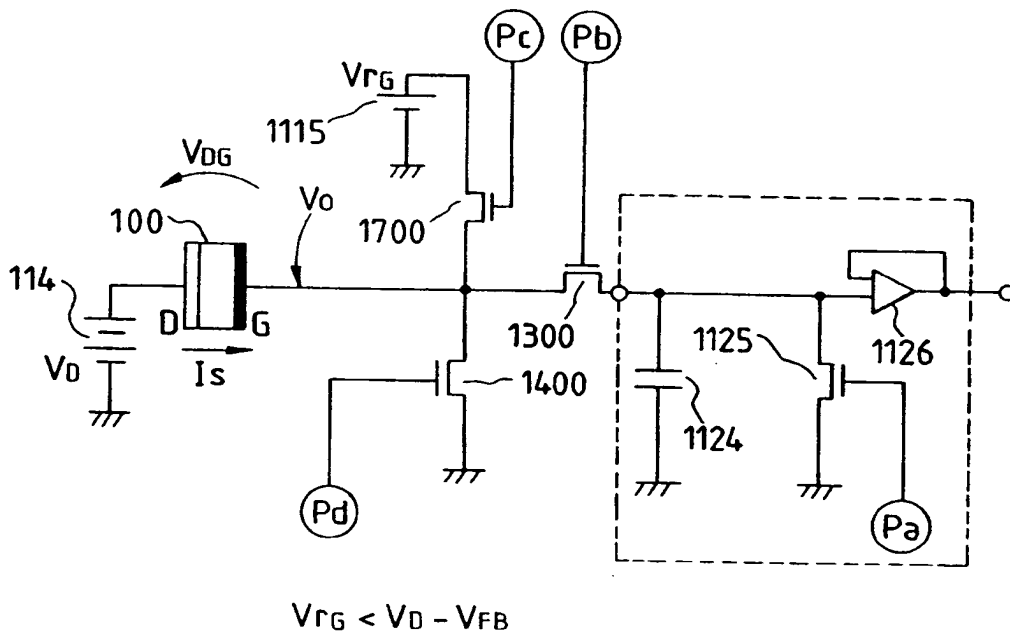 Pc
Pb
VrG
1115
VDG
100
Vo
1700
114
D
G
VD
Is
1300
1400
1125
1126
1124
Pd
Pa
VrG < VD - VFB